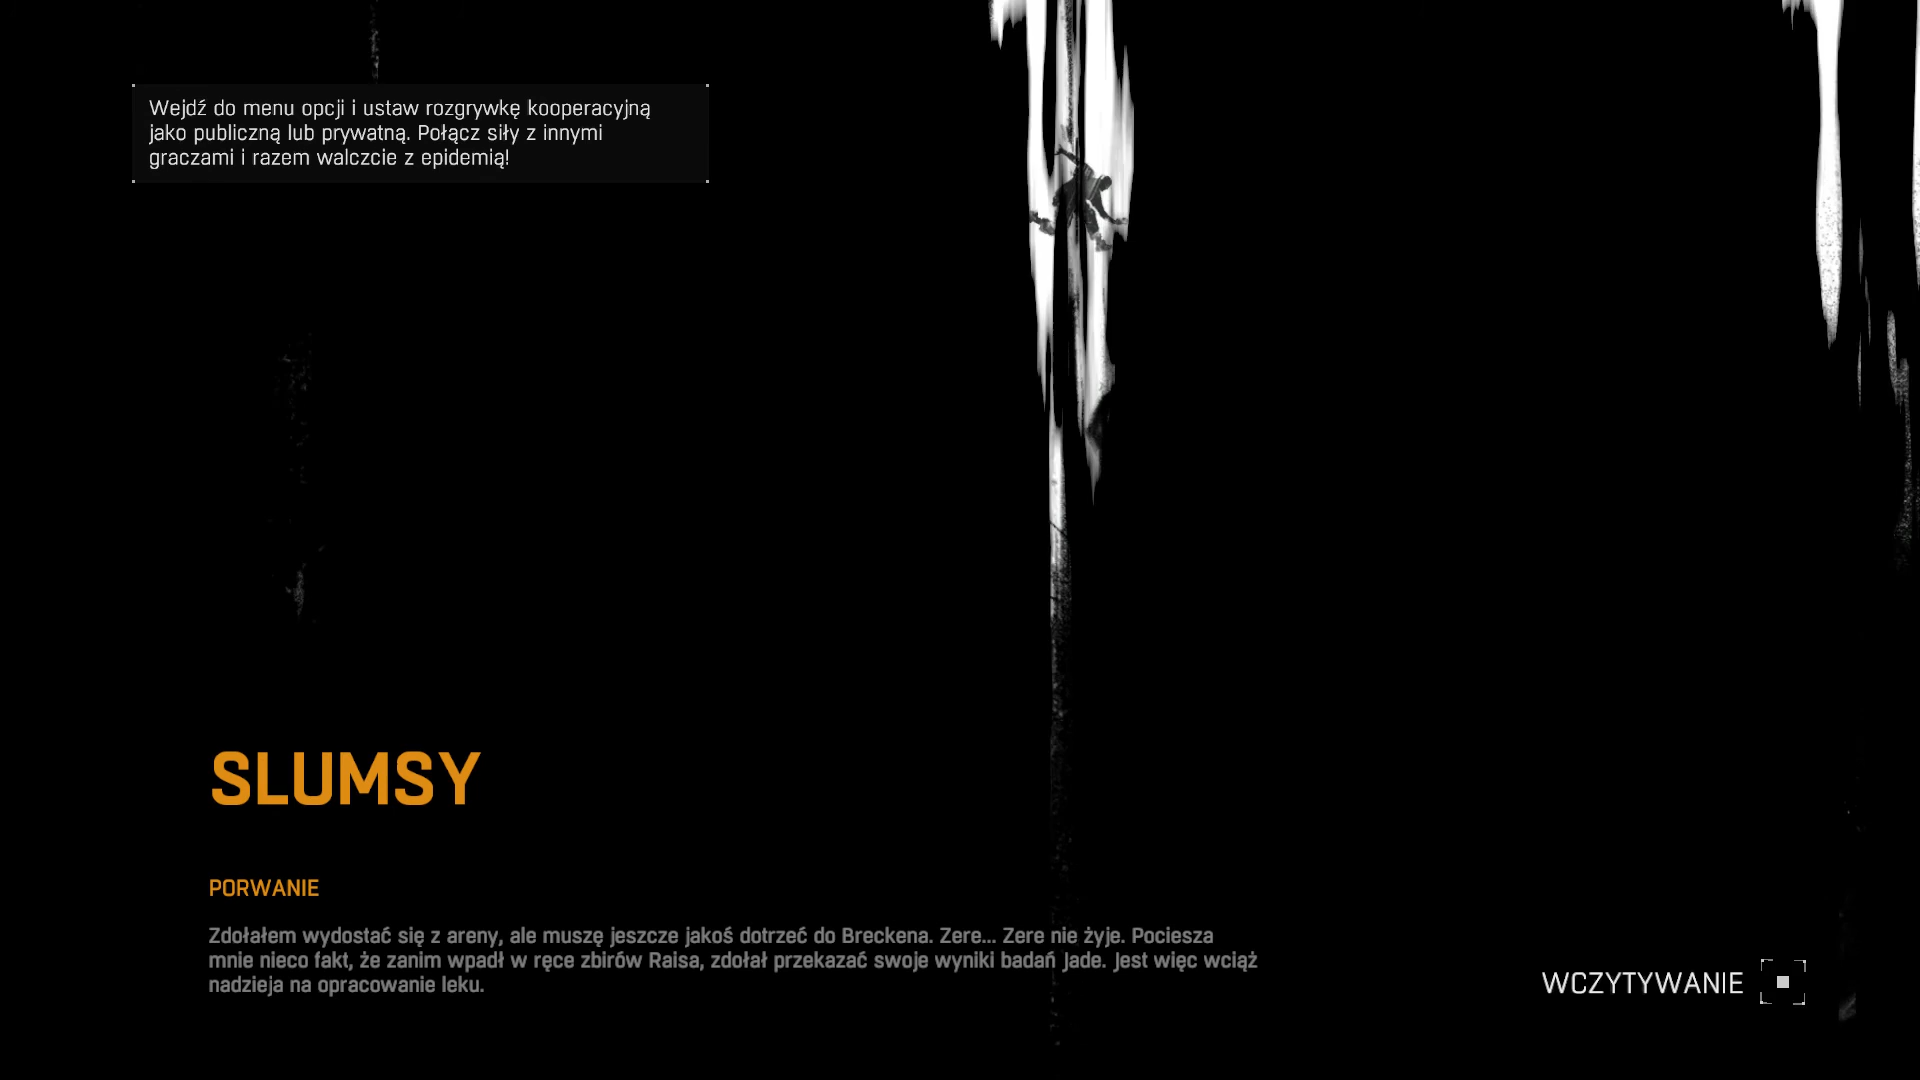 Wejdź do menu opcji i ustaw rozgrywkę kooperacyjną
jako publiczną lub prywatną. Połącz siły z innymi
graczami i razem walczcie z epidemią!
SLUMSY
PORWANIE
Zdołałem wydostać się z areny, ale muszę jeszcze jakoś dotrzeć do Breckena. Zere... Zere nie żyje. Pociesza
mnie nieco fakt, że zanim wpadł w ręce zbirów Raisa, zdołał przekazać swoje wyniki badań Jade. Jest więc wciąż
nadzieja na opracowanie leku.
WCZYTYWANIE